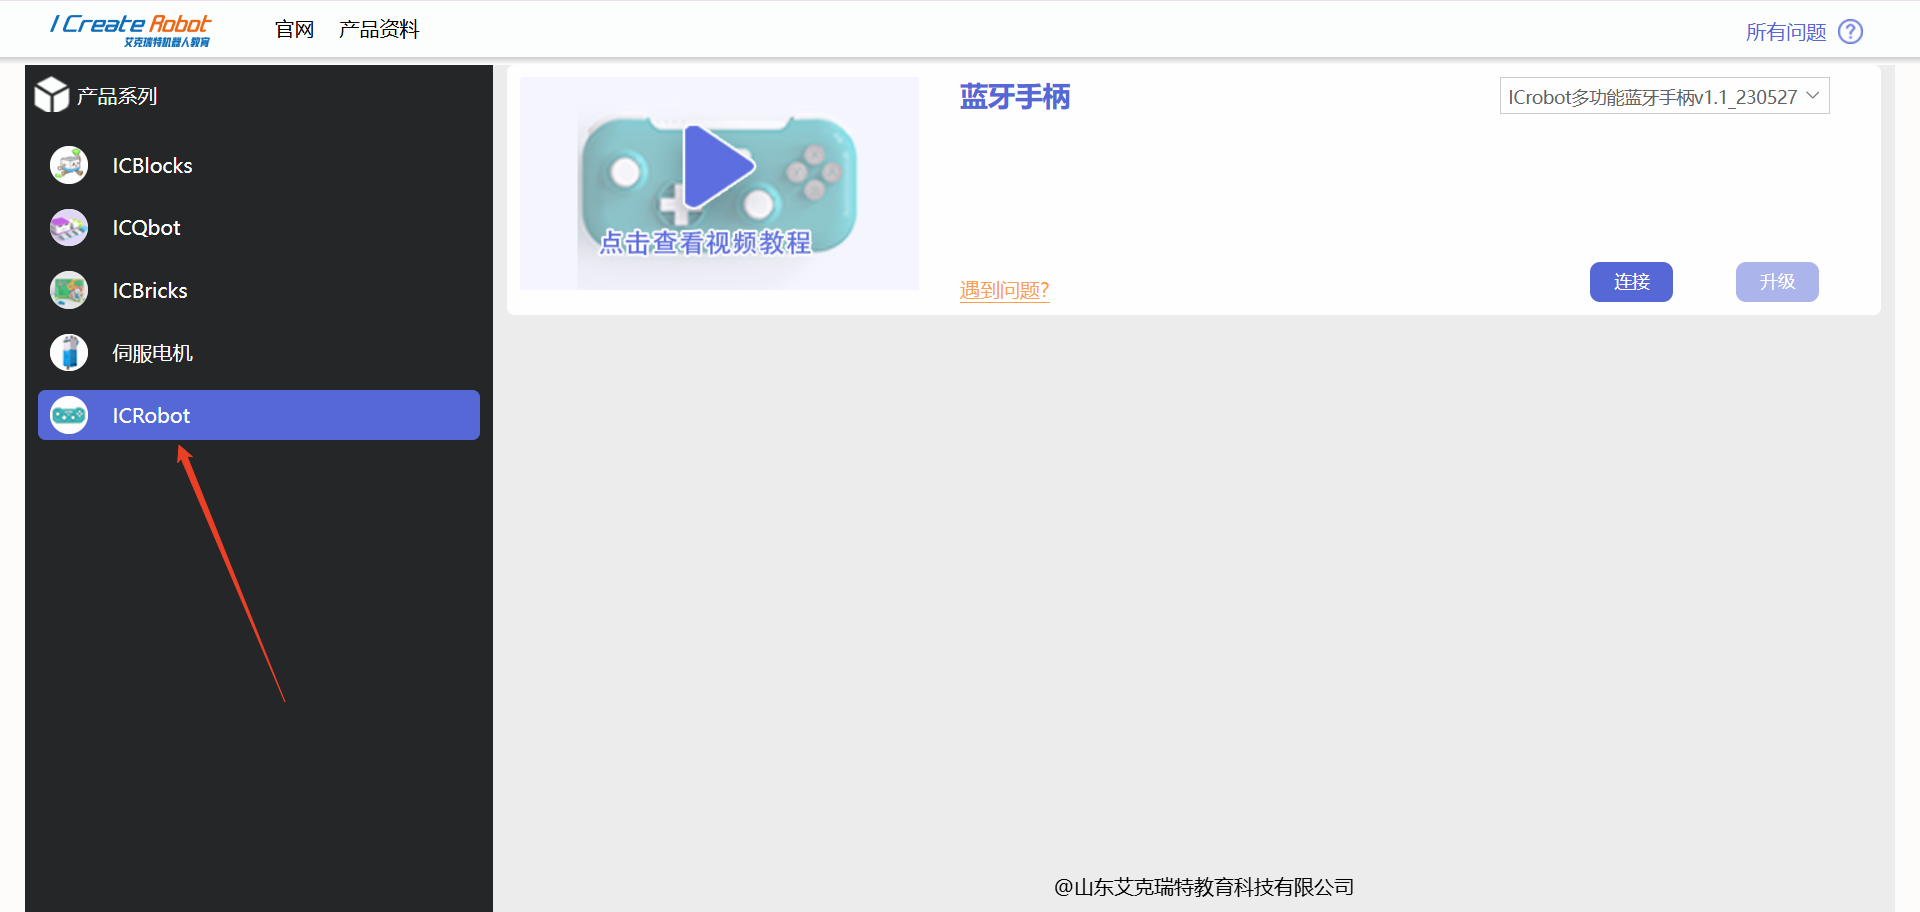 I Create Robot
艾克瑞特机器人教育
官网
产品资料
所有问题
?
产品系列
ICBlocks
ICQbot
ICBricks
伺服电机
ICRobot
点击查看视频教程
蓝牙手柄
ICrobot多功能蓝牙手柄v1.1_230527
遇到问题?
连接
升级
@山东艾克瑞特教育科技有限公司